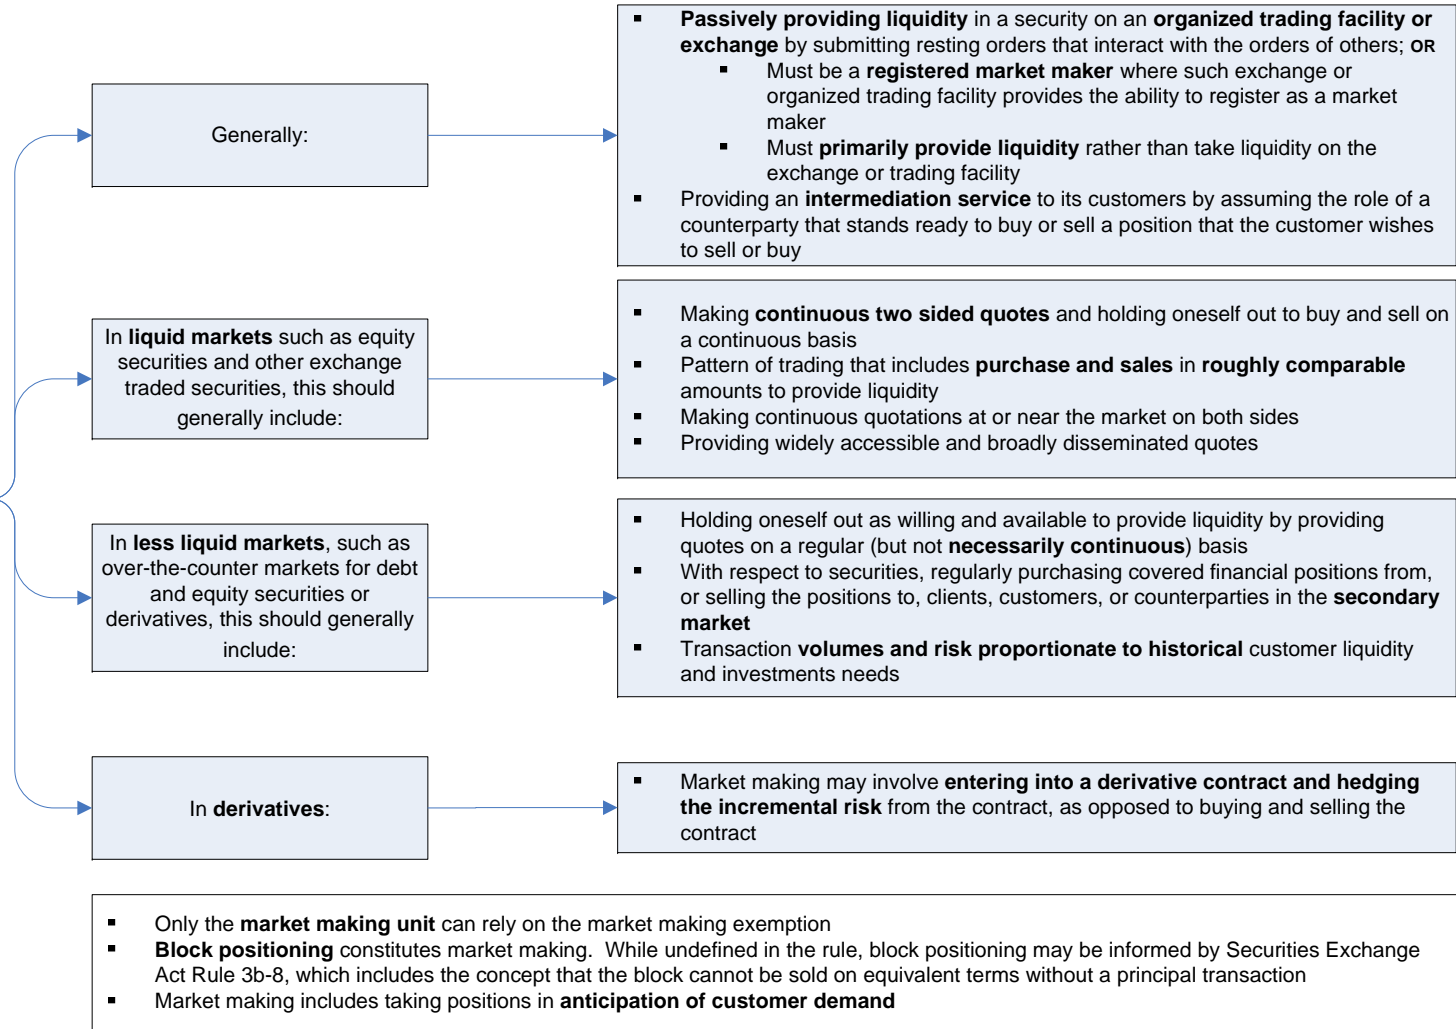 Generally:
▪ Passively providing liquidity in a security on an organized trading facility or
exchange by submitting resting orders that interact with the orders of others; OR
▪ Must be a registered market maker where such exchange or
organized trading facility provides the ability to register as a market
maker
▪ Must primarily provide liquidity rather than take liquidity on the
exchange or trading facility
▪ Providing an intermediation service to its customers by assuming the role of a
counterparty that stands ready to buy or sell a position that the customer wishes
to sell or buy
In liquid markets such as equity
securities and other exchange
traded securities, this should
generally include:
▪ Making continuous two sided quotes and holding oneself out to buy and sell on
a continuous basis
▪ Pattern of trading that includes purchase and sales in roughly comparable
amounts to provide liquidity
▪ Making continuous quotations at or near the market on both sides
▪ Providing widely accessible and broadly disseminated quotes
In less liquid markets, such as
over-the-counter markets for debt
and equity securities or
derivatives, this should generally
include:
▪ Holding oneself out as willing and available to provide liquidity by providing
quotes on a regular (but not necessarily continuous) basis
▪ With respect to securities, regularly purchasing covered financial positions from,
or selling the positions to, clients, customers, or counterparties in the secondary
market
▪ Transaction volumes and risk proportionate to historical customer liquidity
and investments needs
In derivatives:
▪ Market making may involve entering into a derivative contract and hedging
the incremental risk from the contract, as opposed to buying and selling the
contract
▪ Only the market making unit can rely on the market making exemption
▪ Block positioning constitutes market making. While undefined in the rule, block positioning may be informed by Securities Exchange
Act Rule 3b-8, which includes the concept that the block cannot be sold on equivalent terms without a principal transaction
▪ Market making includes taking positions in anticipation of customer demand